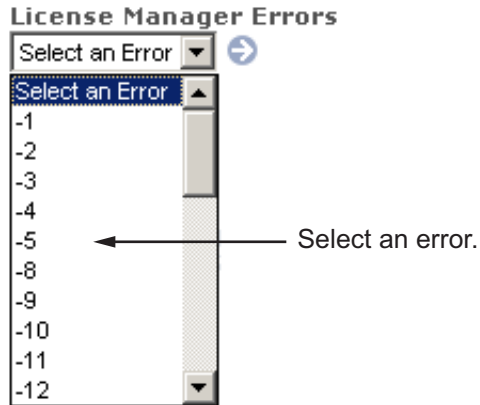 License Manager Errors
Select an Error
Select an Error
-1
-2
-3
-4
-5
Select an error.
-8
-9
-10
-11
-12